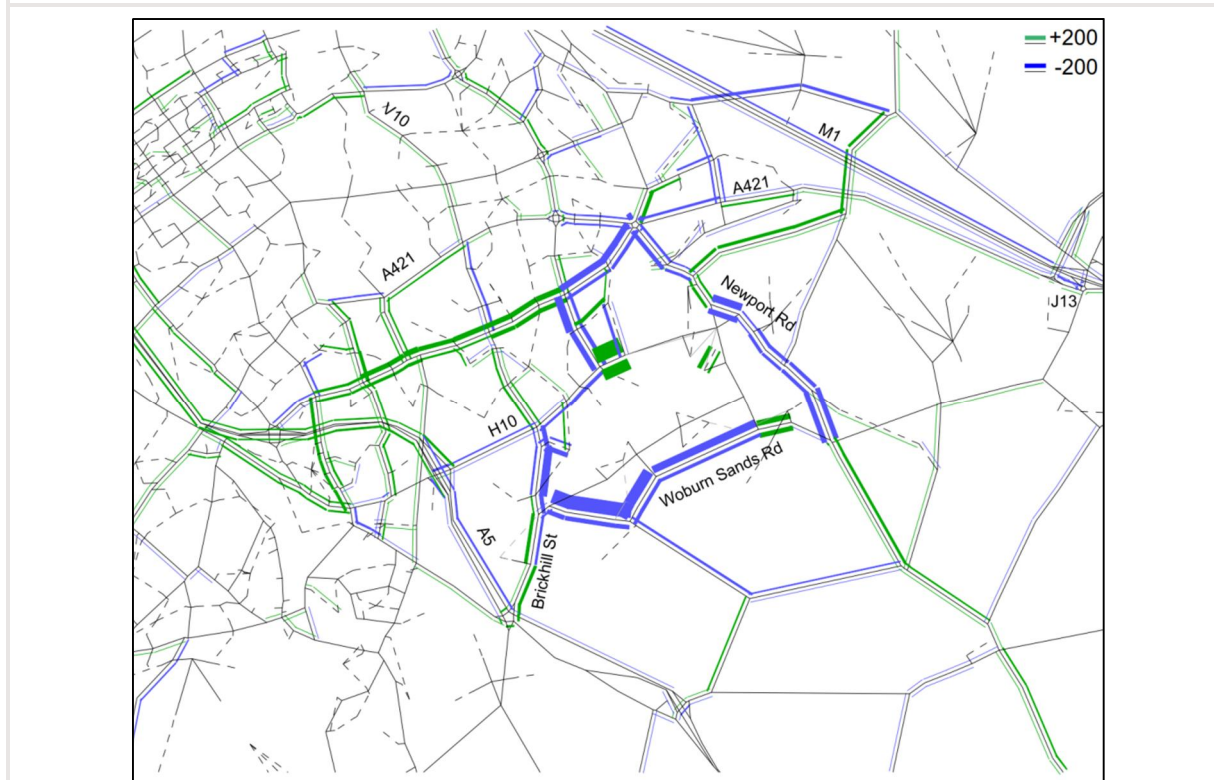 +200
-200
V10
M1
A421
A421
Newport Rd
J13
H10
Woburn Sands Rd
A5
Brickhill St